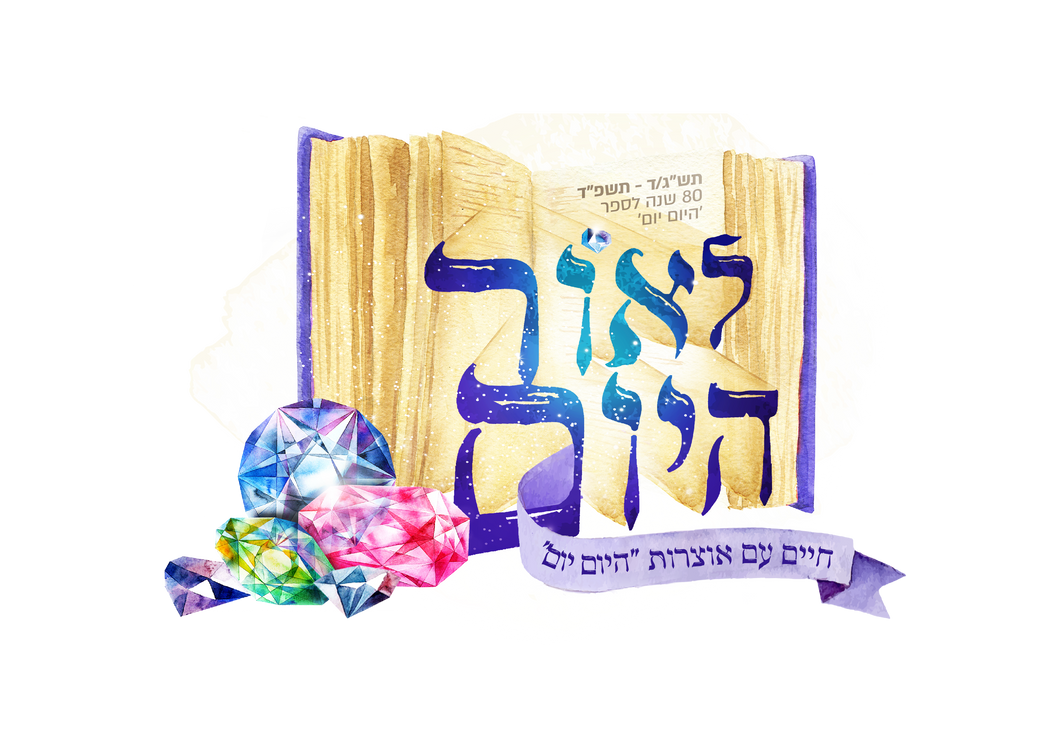 תש"ג/ד - תשפ"ד
80 שנה לספר
'היום יום'
לאור
היום
חיים עם אוצרות "היום יום"